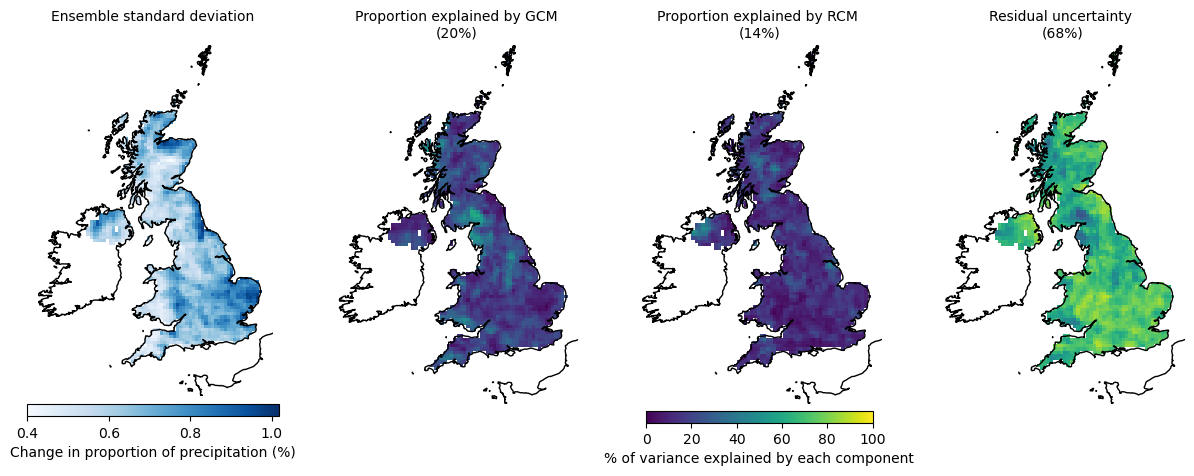 Ensemble standard deviation
Proportion explained by GCM
(20%)
Proportion explained by RCM
(14%)
Residual uncertainty
(68%)
0.4 0.6 0.8 1.0
Change in proportion of precipitation (%)
0 20 40 60 80 100
% of variance explained by each component